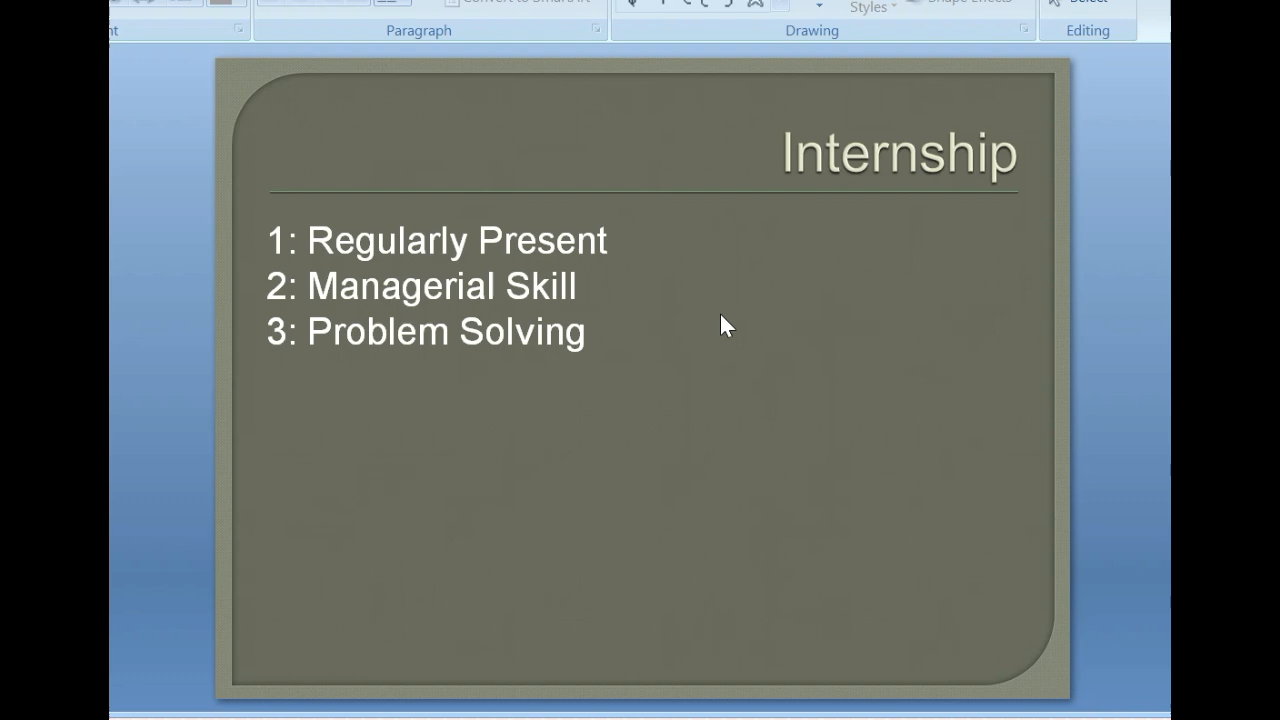 Paragraph
Drawing
Styles
Editing
Internship
1: Regularly Present
2: Managerial Skill
3: Problem Solving